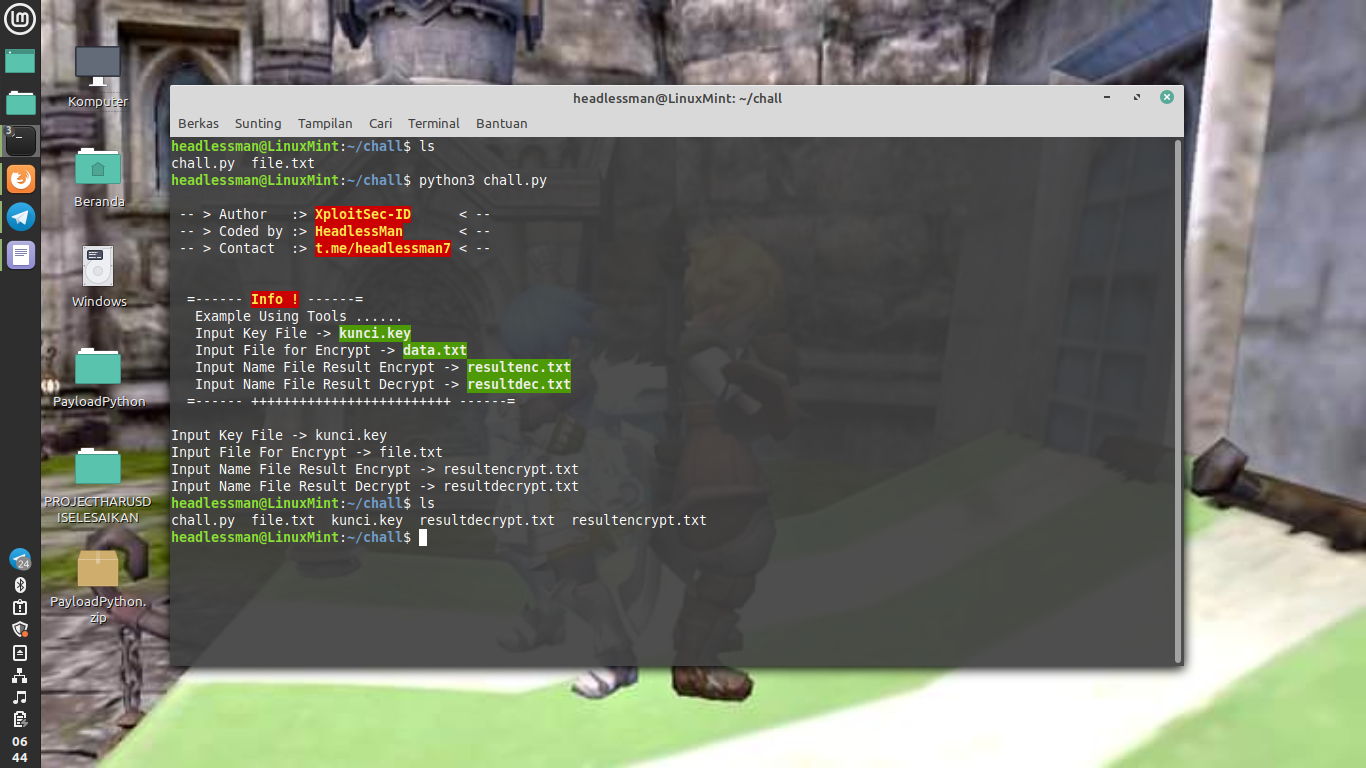 headlessman@LinuxMint: ~/chall
Berkas Sunting Tampilan Cari Terminal Bantuan
headlessman@LinuxMint:~/chall$ ls
chall.py file.txt
headlessman@LinuxMint:~/chall$ python3 chall.py
-- > Author :> XploitSec-ID < --
-- > Coded by :> HeadlessMan < --
-- > Contact :> t.me/headlessman7 < --
=------ Info ! ------=
Example Using Tools ......
Input Key File -> kunci.key
Input File for Encrypt -> data.txt
Input Name File Result Encrypt -> resultenc.txt
Input Name File Result Decrypt -> resultdec.txt
=------ +++++++++++++++++++++++++ ------=
Input Key File -> kunci.key
Input File For Encrypt -> file.txt
Input Name File Result Encrypt -> resultencrypt.txt
Input Name File Result Decrypt -> resultdecrypt.txt
headlessman@LinuxMint:~/chall$ ls
chall.py file.txt kunci.key resultdecrypt.txt resultencrypt.txt
headlessman@LinuxMint:~/chall$
Komputer
Beranda
Windows
PayloadPython
PROJECTHARUSD
ISELESAIKAN
PayloadPython.
zip
3
24
06
44